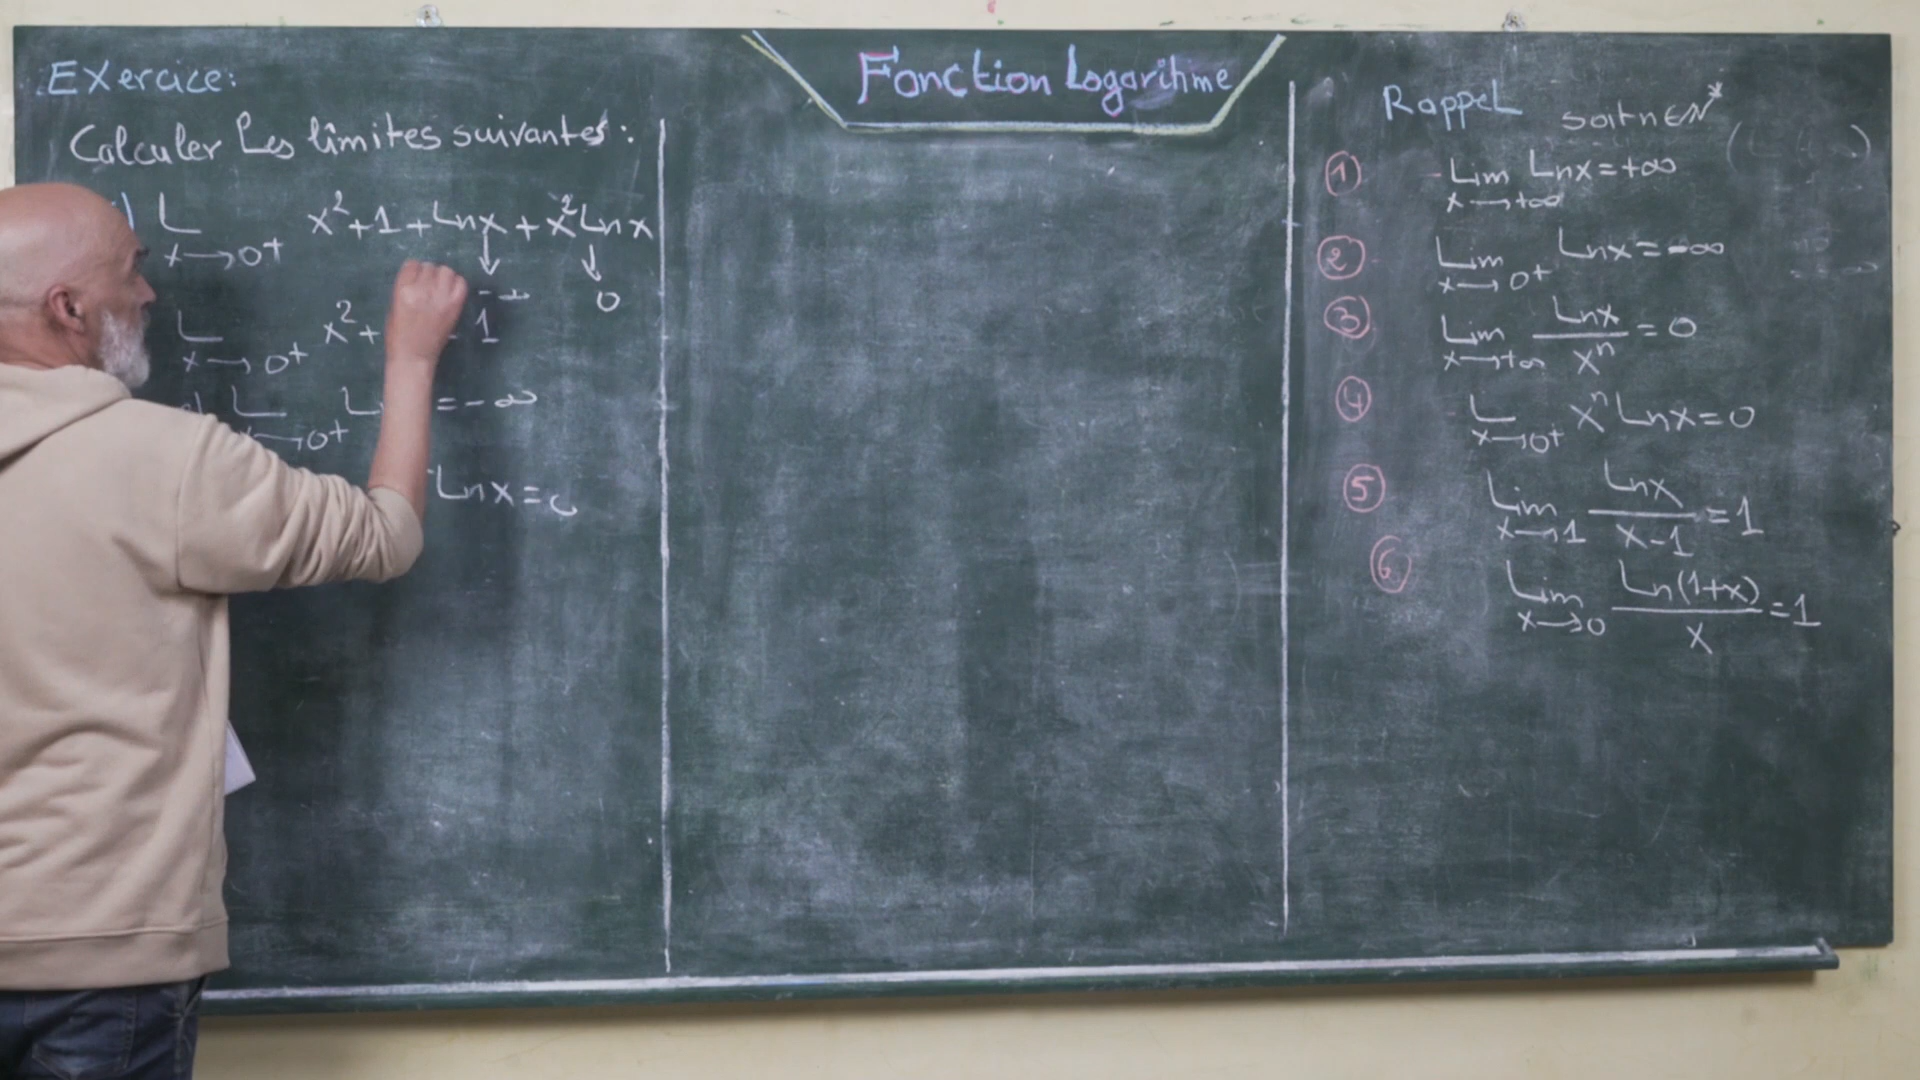 Fonction Logarithme
Exercice:
Calculer Les limites suivantes:
L x→0+ x²+1+Lnx+x²Lnx
-∞ 0
L x→0+ x²+ 1
L x→0+ L =-∞
Lnx=0
Rappel
soit n∈N*
① Lim x→+∞ Lnx=+∞
② Lim x→0+ Lnx=-∞
③ Lim x→+∞ Lnx/xⁿ=0
④ L x→0+ xⁿLnx=0
⑤ Lim x→1 Lnx/x-1=1
⑥ Lim x→0 Ln(1+x)/x=1